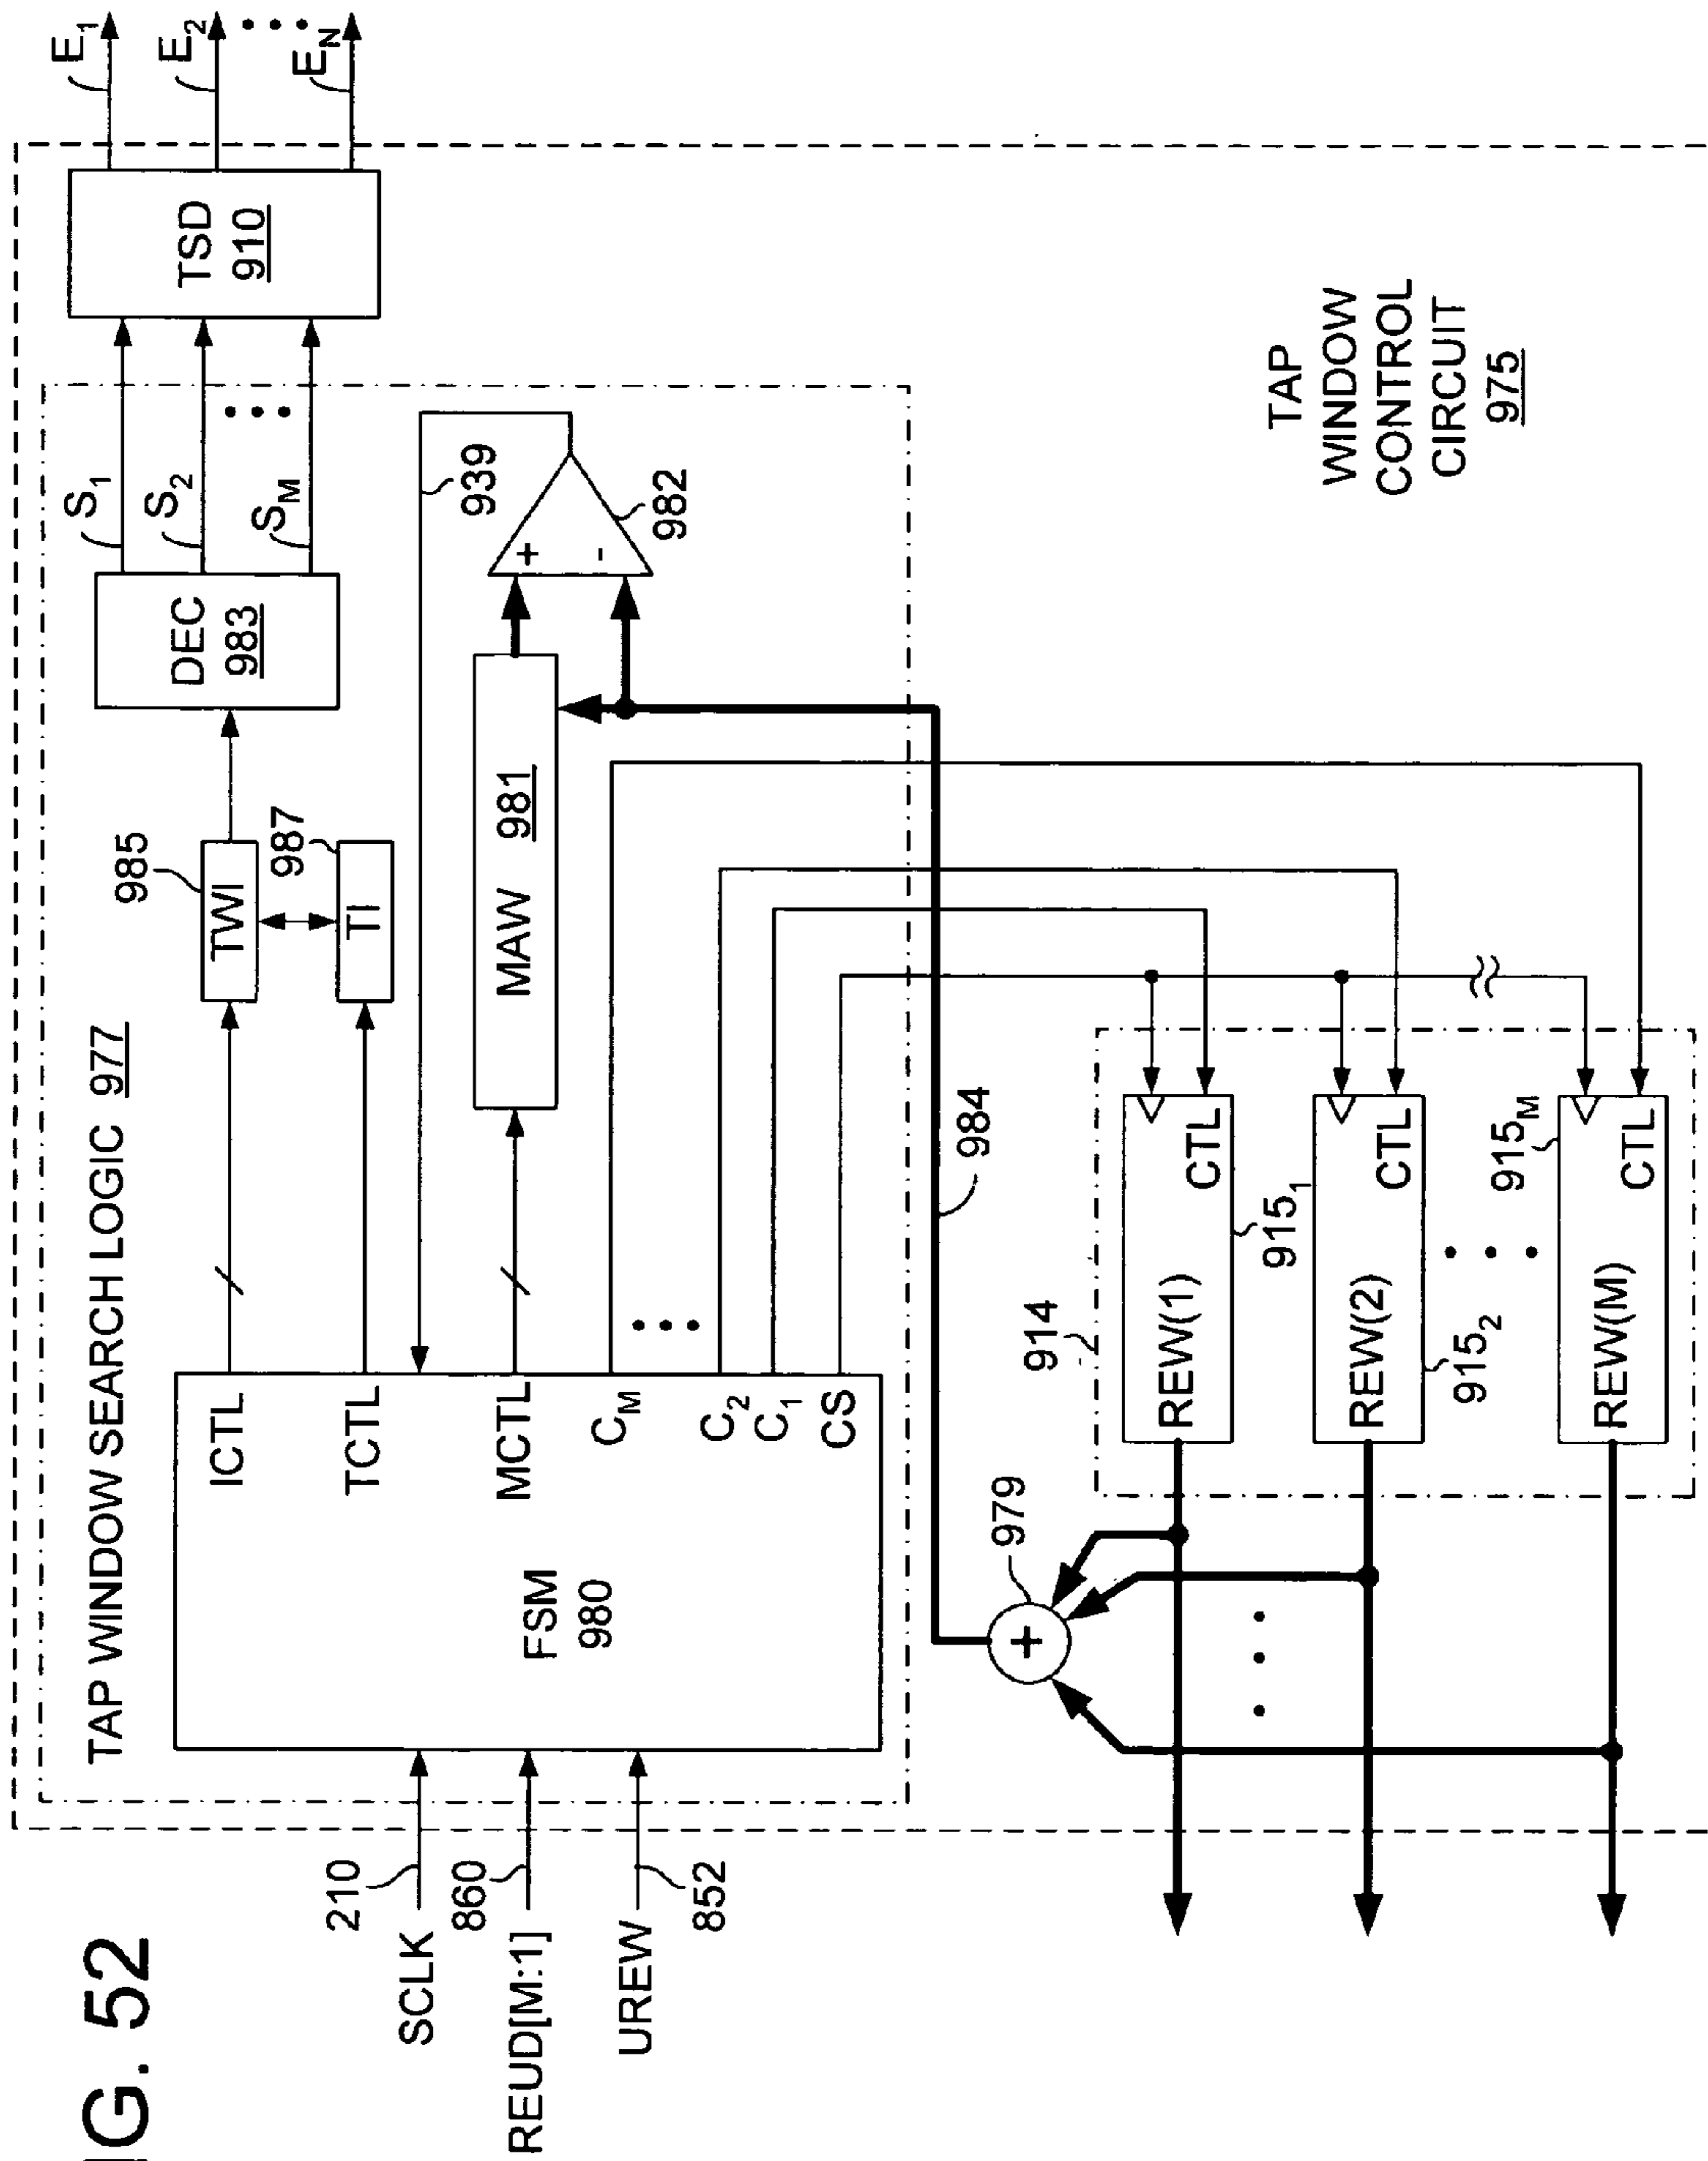 IG. 52
TAP WINDOW SEARCH LOGIC 977
SCLK
210
REUD[M:1]
860
UREW
852
FSM
980
ICTL
TCTL
MCTL
CM
C2
C1
CS
985
TWI
987
TI
MAW 981
939
+
-
982
DEC
983
S1
S2
SM
TSD
910
E1
E2
EN
984
979
+
914
REW(1)
CTL
9151
REW(2)
CTL
9152
915M
REW(M)
CTL
TAP
WINDOW
CONTROL
CIRCUIT
975